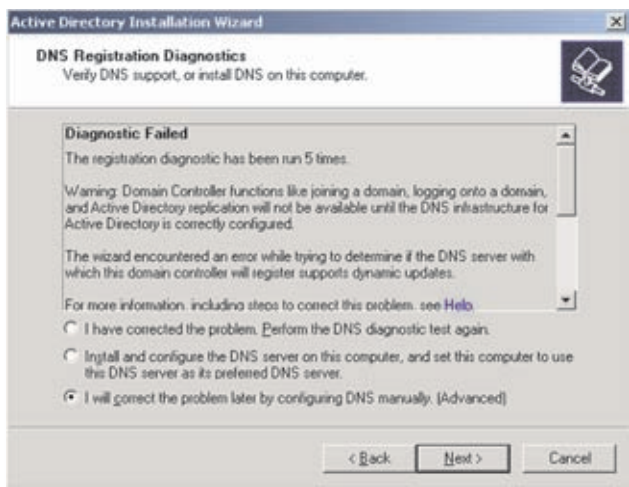 Active Directory Installation Wizard
DNS Registration Diagnostics
Verify DNS support, or install DNS on this computer.
Diagnostic Failed
The registration diagnostic has been run 5 times.
Warning: Domain Controller functions like joining a domain, logging onto a domain,
and Active Directory replication will not be available until the DNS infrastructure for
Active Directory is correctly configured.
The wizard encountered an error while trying to determine if the DNS server with
which this domain controller will register supports dynamic updates.
For more information, including steps to correct this problem, see Help.
I have corrected the problem. Perform the DNS diagnostic test again.
Install and configure the DNS server on this computer, and set this computer to use
this DNS server as its preferred DNS server.
I will correct the problem later by configuring DNS manually. (Advanced)
< Back
Next >
Cancel